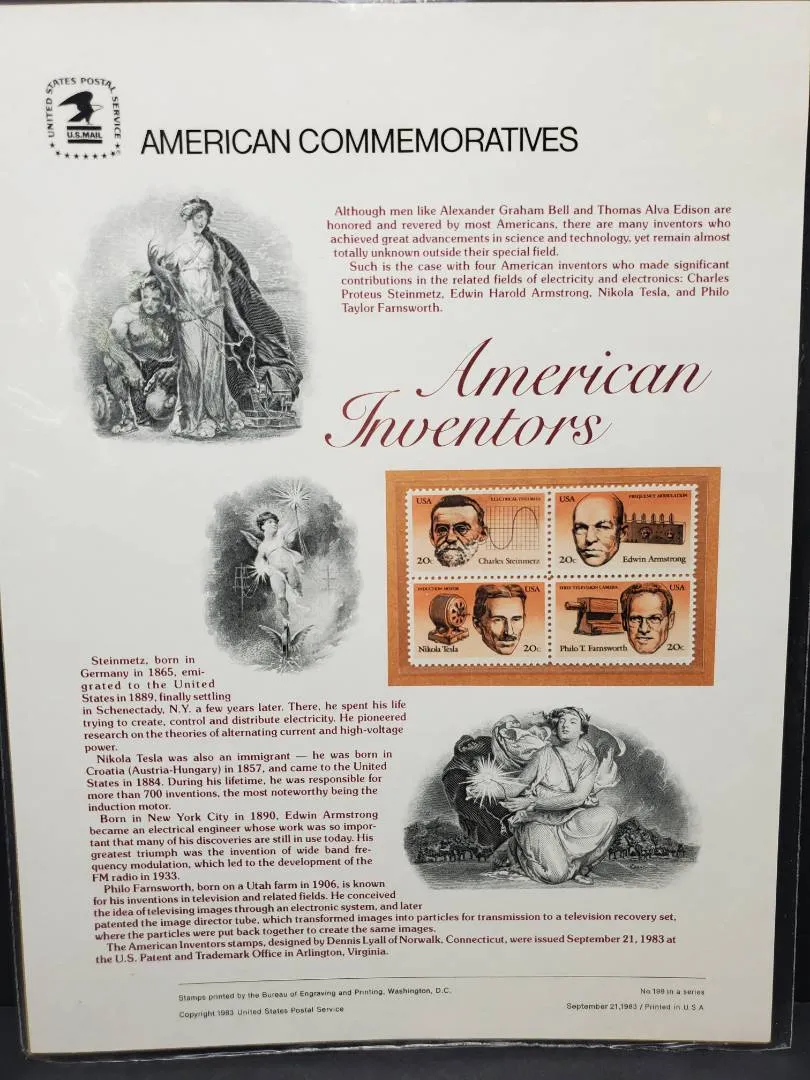 UNITED STATES POSTAL SERVICE
U.S. MAIL
AMERICAN COMMEMORATIVES
Although men like Alexander Graham Bell and Thomas Alva Edison are
honored and revered by most Americans, there are many inventors who
achieved great advancements in science and technology, yet remain almost
totally unknown outside their special field.
Such is the case with four American inventors who made significant
contributions in the related fields of electricity and electronics: Charles
Proteus Steinmetz, Edwin Harold Armstrong, Nikola Tesla, and Philo
Taylor Farnsworth.
American
Inventors
USA
ELECTRICAL THEORIES
20c
Charles Steinmetz
USA
FREQUENCY MODULATION
20c
Edwin Armstrong
INDUCTION MOTOR
USA
Nikola Tesla
20c
FIRST TELEVISION CAMERA
USA
Philo T. Farnsworth
20c
Steinmetz, born in
Germany in 1865, emi-
grated to the United
States in 1889, finally settling
in Schenectady, N.Y. a few years later. There, he spent his life
trying to create, control and distribute electricity. He pioneered
research on the theories of alternating current and high-voltage
power.
Nikola Tesla was also an immigrant — he was born in
Croatia (Austria-Hungary) in 1857, and came to the United
States in 1884. During his lifetime, he was responsible for
more than 700 inventions, the most noteworthy being the
induction motor.
Born in New York City in 1890, Edwin Armstrong
became an electrical engineer whose work was so impor-
tant that many of his discoveries are still in use today. His
greatest triumph was the invention of wide band fre-
quency modulation, which led to the development of the
FM radio in 1933.
Philo Farnsworth, born on a Utah farm in 1906, is known
for his inventions in television and related fields. He conceived
the idea of televising images through an electronic system, and later
patented the image director tube, which transformed images into particles for transmission to a television recovery set,
where the particles were put back together to create the same images.
The American Inventors stamps, designed by Dennis Lyall of Norwalk, Connecticut, were issued September 21, 1983 at
the U.S. Patent and Trademark Office in Arlington, Virginia.
Stamps printed by the Bureau of Engraving and Printing, Washington, D.C.
No. 198 in a series
Copyright 1983 United States Postal Service
September 21, 1983 / Printed in U.S.A